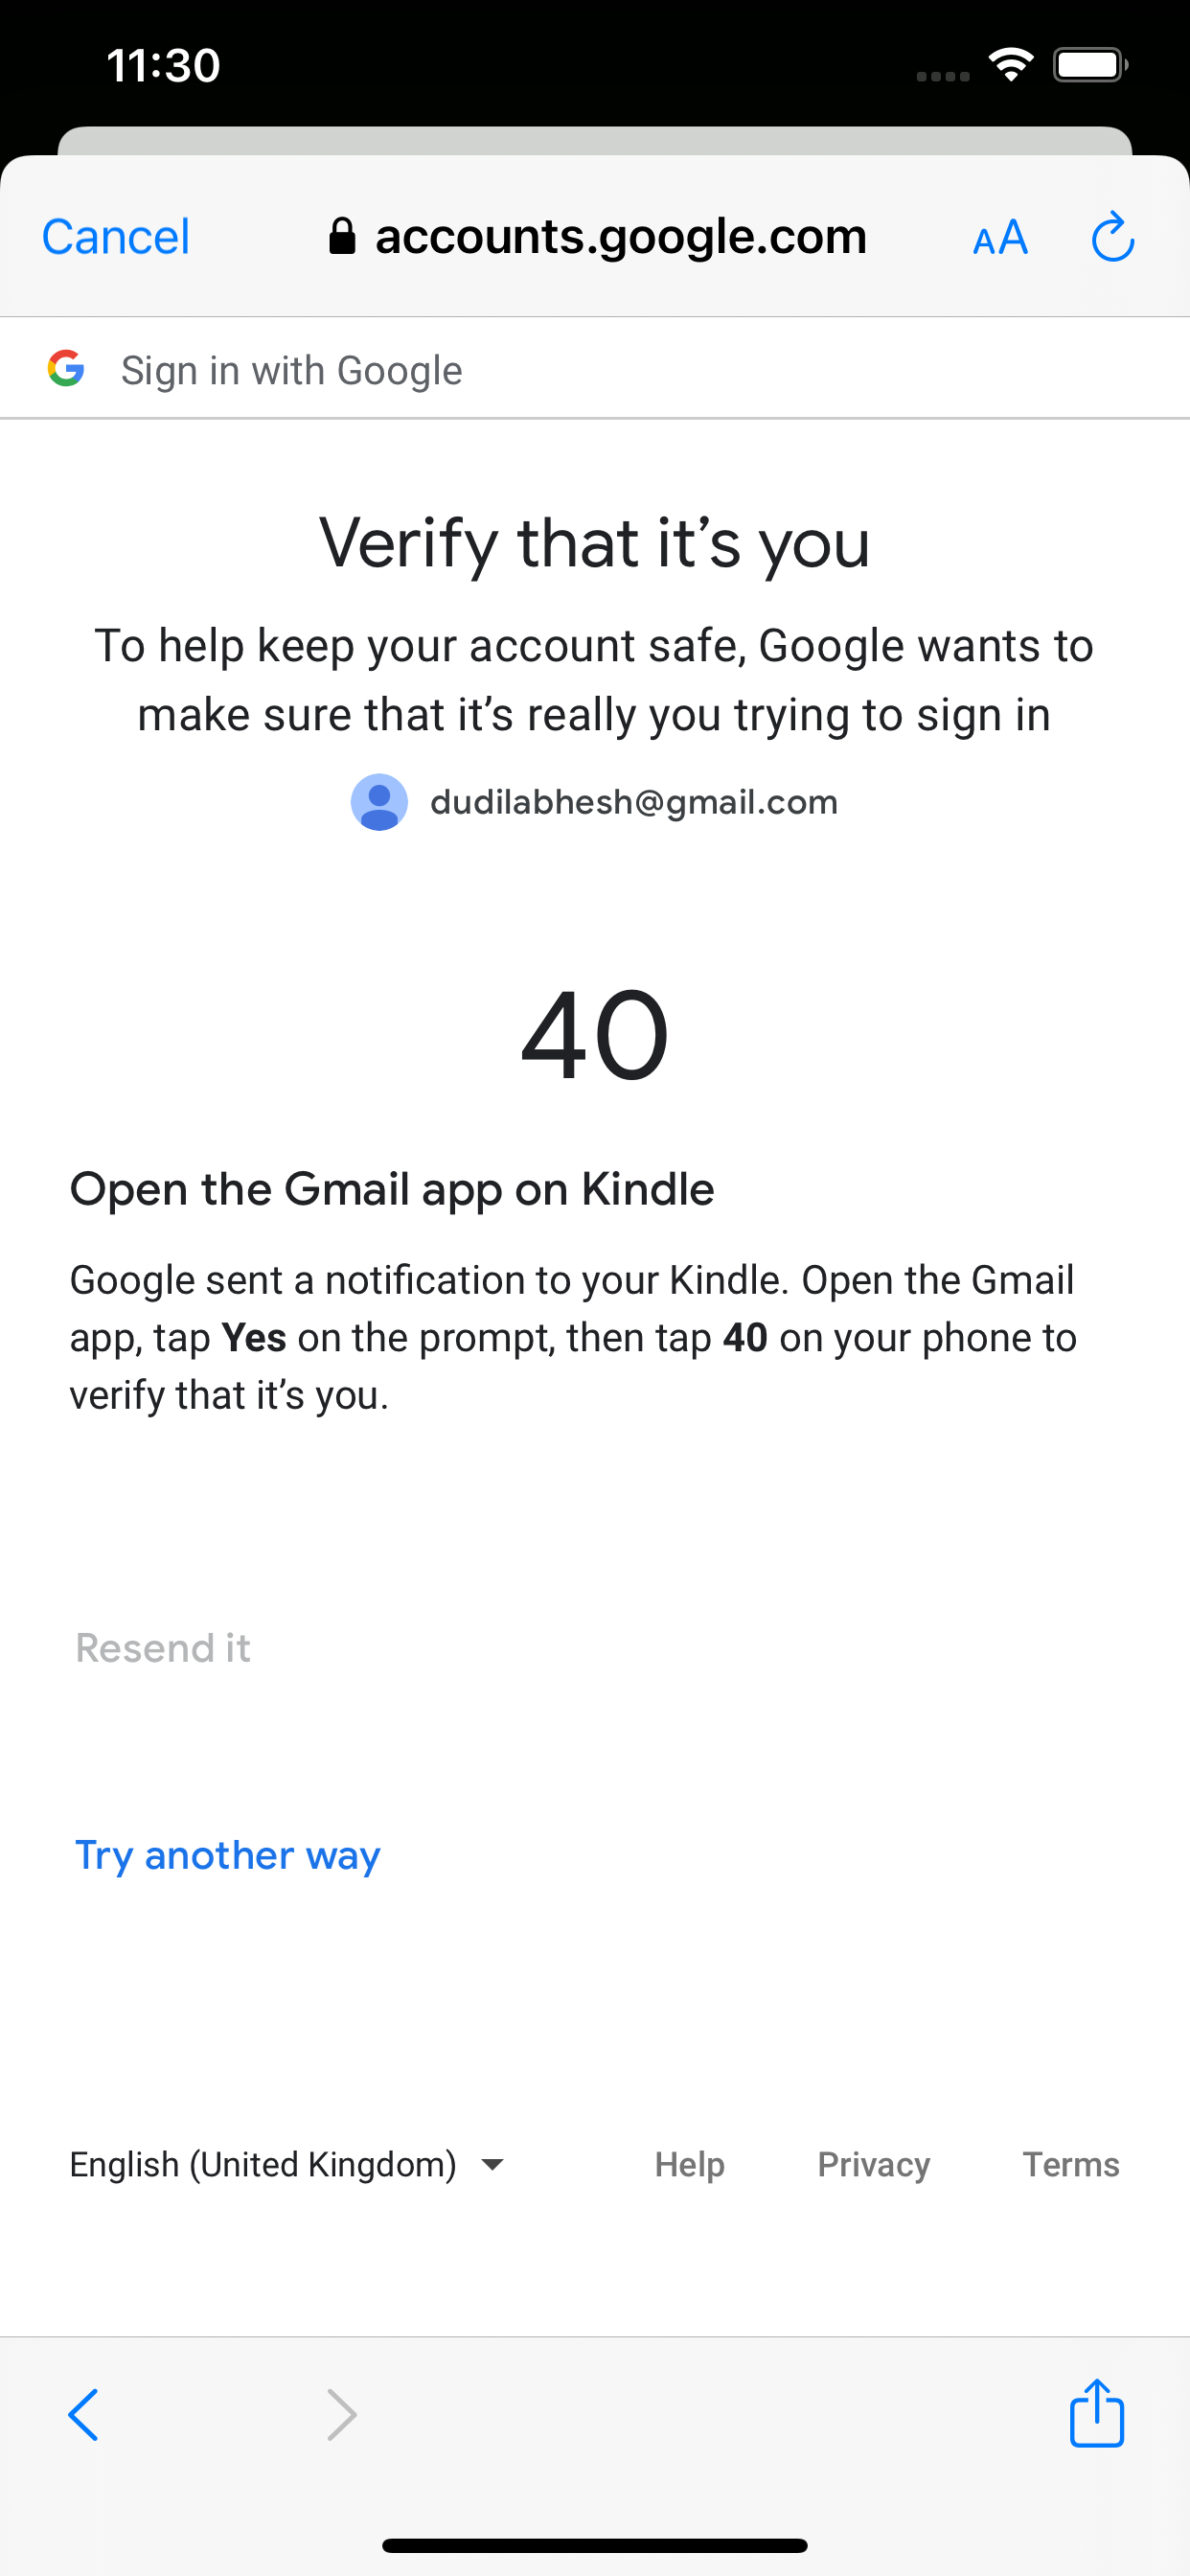 11:30
Cancel
accounts.google.com
AA
Sign in with Google
Verify that it’s you
To help keep your account safe, Google wants to
make sure that it’s really you trying to sign in
dudilabhesh@gmail.com
40
Open the Gmail app on Kindle
Google sent a notification to your Kindle. Open the Gmail
app, tap Yes on the prompt, then tap 40 on your phone to
verify that it’s you.
Resend it
Try another way
English (United Kingdom)
Help
Privacy
Terms